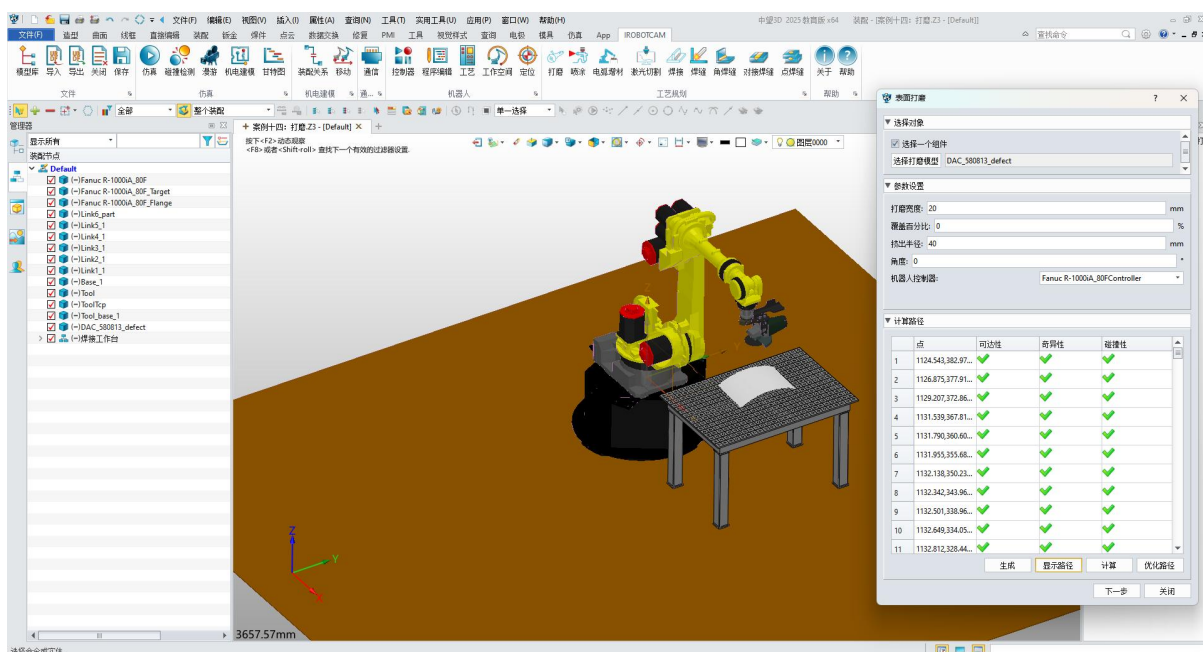 文件(F) 编辑(E) 视图(V) 插入(I) 属性(A) 查询(N) 工具(T) 实用工具(U) 应用(P) 窗口(W) 帮助(H) 中望3D 2025 教育版 x64 装配 - [案例十四：打磨.Z3 - [Default]]
文件(F) 造型 曲面 线框 直接编辑 装配 钣金 焊件 点云 数据交换 修复 PMI 工具 视觉样式 查询 电极 模具 仿真 App IROBOTCAM 查找命令
模型库 导入 导出 关闭 保存 仿真 碰撞检测 漫游 机电建模 甘特图 装配关系 移动 通信 控制器 程序编辑 工艺 工作空间 定位 打磨 喷涂 电弧增材 激光切割 焊接 焊缝 角焊缝 对接焊缝 点焊缝 关于 帮助
文件 仿真 机电建模 通... 机器人 工艺规划 帮助
全部 整个装配 单一选择
管理器
案例十四：打磨.Z3 - [Default]
显示所有
装配节点
Default
(-)Fanuc R-1000iA_80F
(-)Fanuc R-1000iA_80F_Target
(-)Fanuc R-1000iA_80F_Flange
(-)Link6_part
(-)Link5_1
(-)Link4_1
(-)Link3_1
(-)Link2_1
(-)Link1_1
(-)Base_1
(-)Tool
(-)ToolTcp
(-)Tool_base_1
(-)DAC_580813_defect
(-)焊接工作台
按下<F2>动态观察
<F8> 或者<Shift-roll> 查找下一个有效的过滤器设置.
图层0000
Z
Y
X
3657.57mm
表面打磨 ? ×
选择对象
选择一个组件
选择打磨模型 DAC_580813_defect
参数设置
打磨宽度: 20 mm
覆盖百分比: 0 %
挤出半径: 40 mm
角度: 0 °
机器人控制器: Fanuc R-1000iA_80FController
计算路径
点 可达性 奇异性 碰撞性
1 1124.543,382.97...
2 1126.875,377.91...
3 1129.207,372.86...
4 1131.539,367.81...
5 1131.790,360.60...
6 1131.955,355.68...
7 1132.138,350.23...
8 1132.342,343.96...
9 1132.501,338.96...
10 1132.649,334.05...
11 1132.812,328.44...
生成 显示路径 计算 优化路径
下一步 关闭